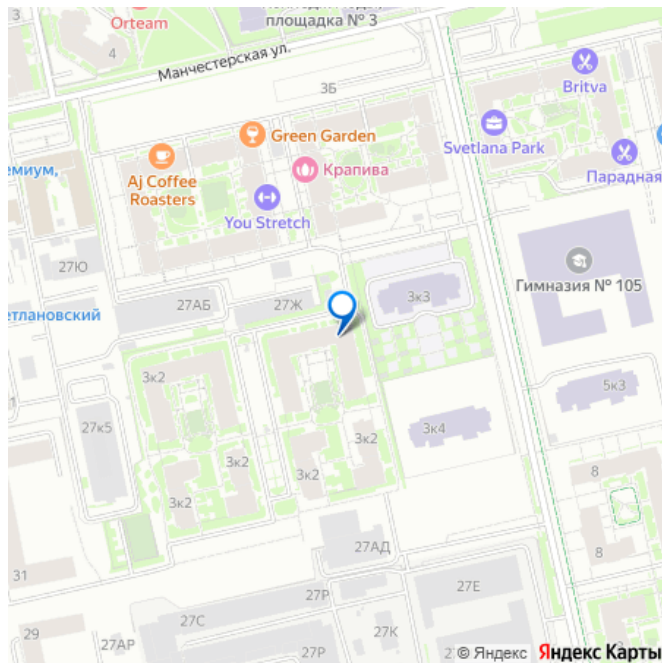 Orteam
площадка № 3
4
Манчестерская ул.
3Б
Britva
Green Garden
Svetlana Park
Aj Coffee
Roasters
Крапива
Парадная
You Stretch
27Ю
Гимназия № 105
27АБ
27Ж
3к3
етлановский
3к2
5к3
27к5
3к4
3к2
3к2
3к2
3к2
8
8
27АД
31
27Е
27Р
27С
27К
29
27АР
27Р
© Яндекс Яндекс Карты